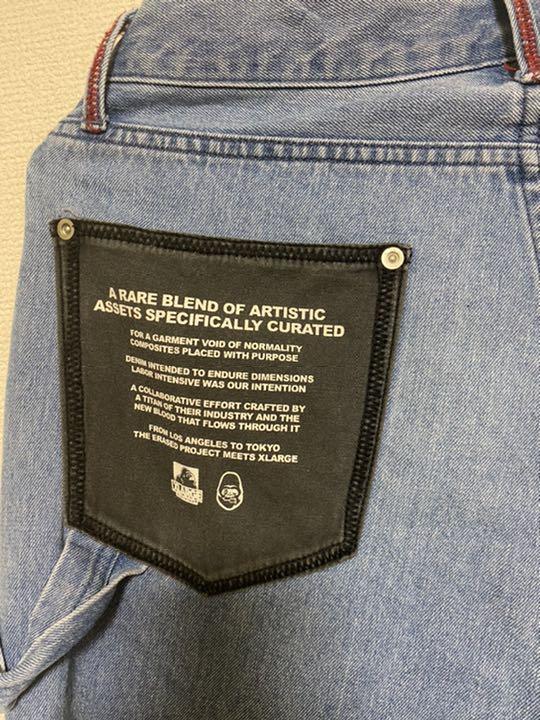 A RARE BLEND OF ARTISTIC
ASSETS SPECIFICALLY CURATED
FOR A GARMENT VOID OF NORMALITY
COMPOSITES PLACED WITH PURPOSE
DENIM INTENDED TO ENDURE DIMENSIONS
LABOR INTENSIVE WAS OUR INTENTION
A COLLABORATIVE EFFORT CRAFTED BY
A TITAN OF THEIR INDUSTRY AND THE
NEW BLOOD THAT FLOWS THROUGH IT
FROM LOS ANGELES TO TOKYO
THE ERASED PROJECT MEETS XLARGE
XLARGE